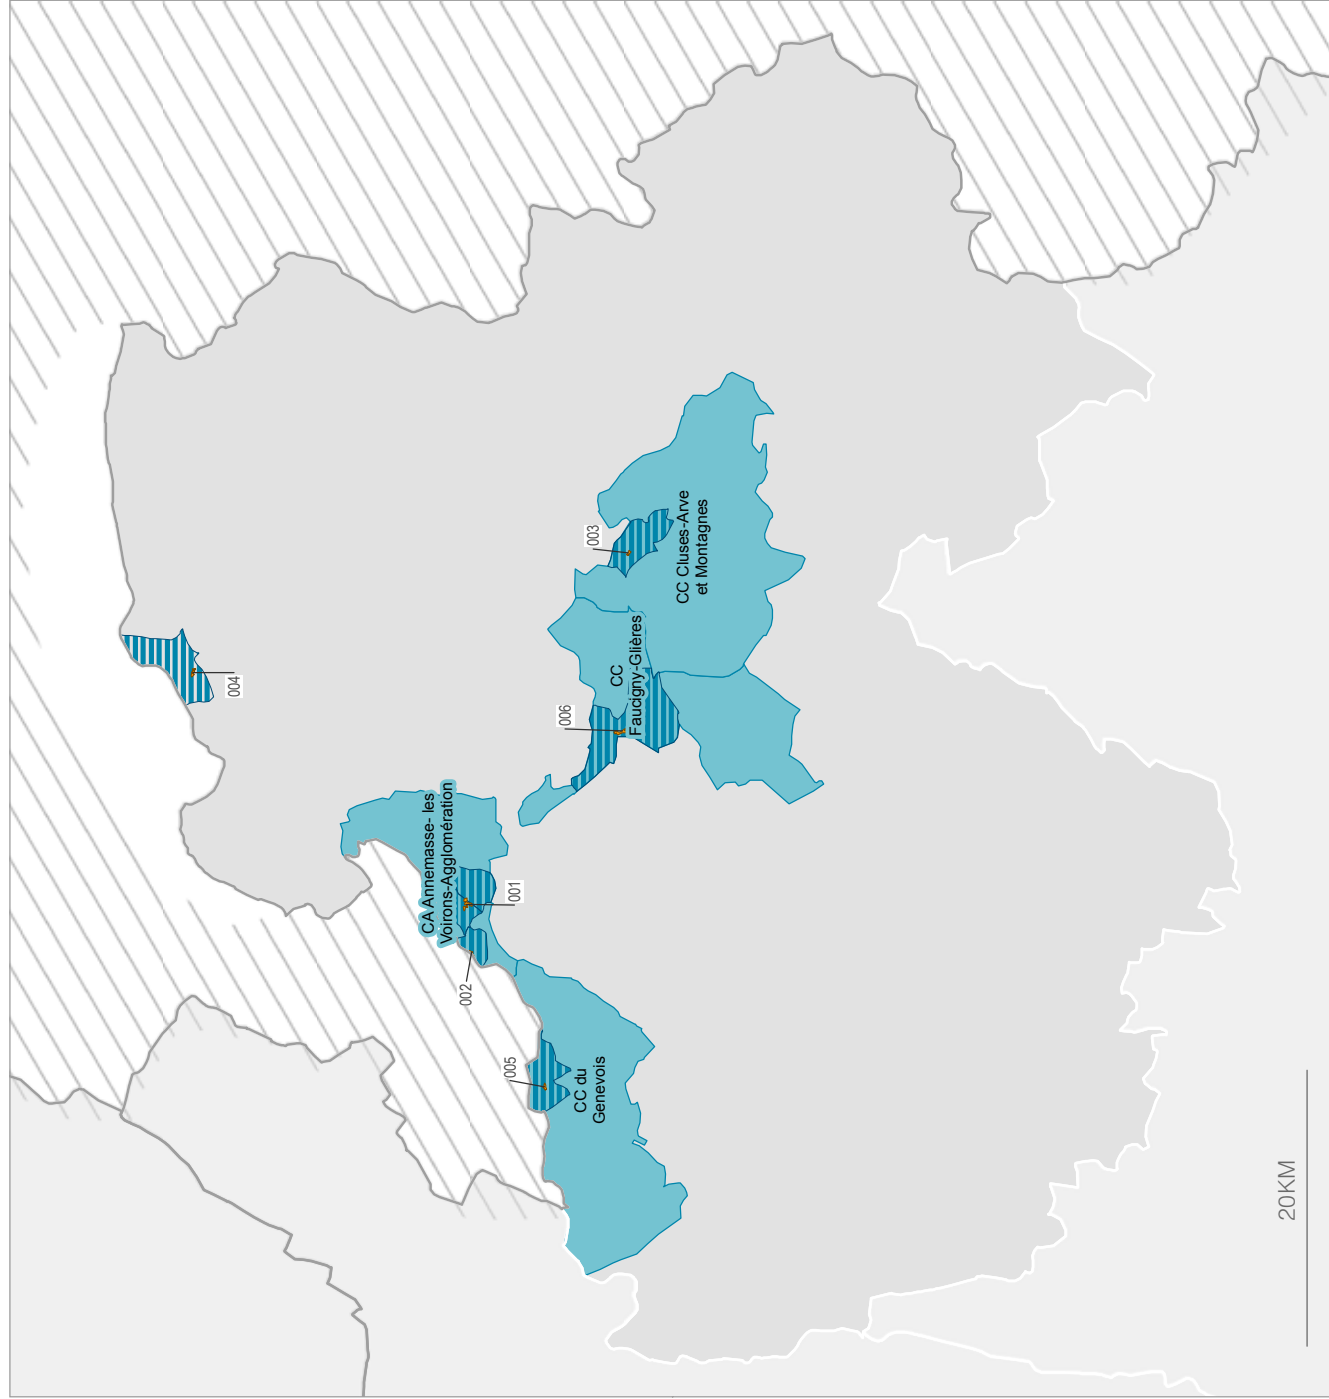 004
CA Annemasse- les
Voirons-Agglomération
001
002
005
CC du
Genevois
006
CC
Faucigny-Glières
003
CC Cluses-Arve
et Montagnes
20KM